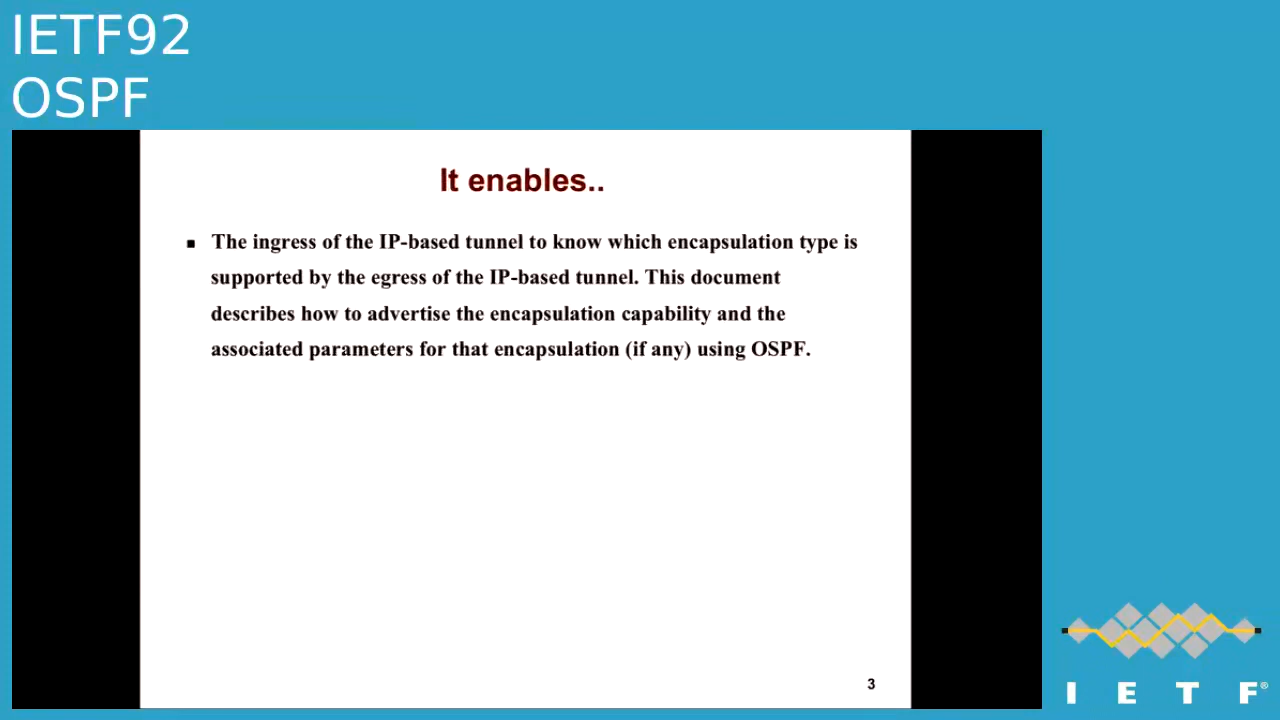 IETF92
OSPF
It enables..
▪ The ingress of the IP-based tunnel to know which encapsulation type is
supported by the egress of the IP-based tunnel. This document
describes how to advertise the encapsulation capability and the
associated parameters for that encapsulation (if any) using OSPF.
3
I E T F®